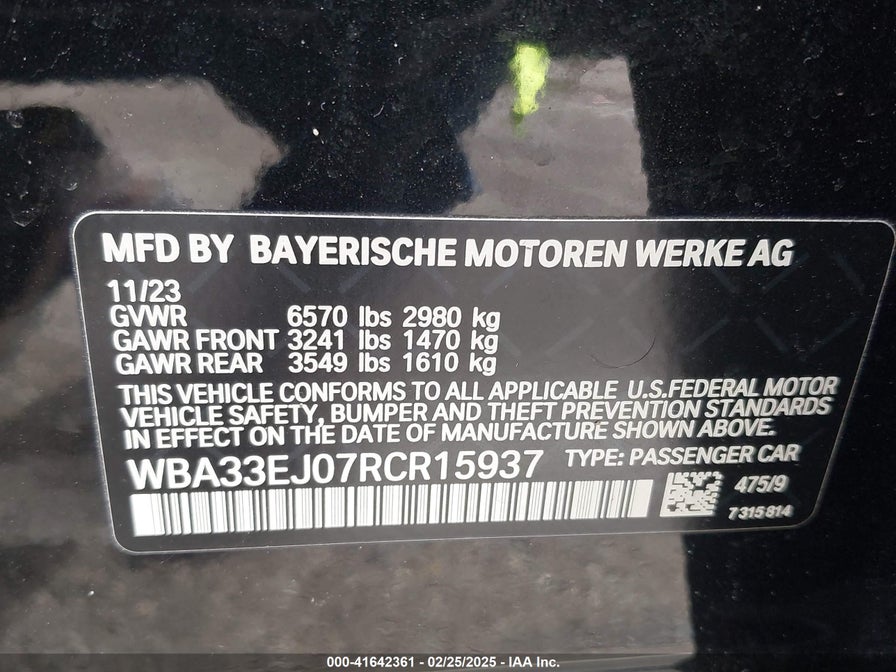 MFD BY BAYERISCHE MOTOREN WERKE AG
11/23
GVWR 6570 lbs 2980 kg
GAWR FRONT 3241 lbs 1470 kg
GAWR REAR 3549 lbs 1610 kg
THIS VEHICLE CONFORMS TO ALL APPLICABLE U.S.FEDERAL MOTOR
VEHICLE SAFETY, BUMPER AND THEFT PREVENTION STANDARDS
IN EFFECT ON DATE OF MANUFACTURE SHOWN ABOVE.
WBA33EJ07RCR15937 TYPE: PASSENGER CAR
475/9
7 315 814
000-41642361 - 02/25/2025 - IAA Inc.